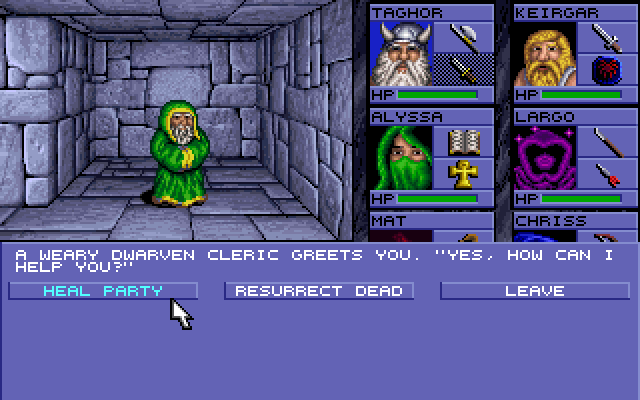 TAGHOR KEIRGAR
HP HP
ALYSSA LARGO
HP HP
MAT CHRISS
A WEARY DWARVEN CLERIC GREETS YOU. "YES, HOW CAN I
HELP YOU?"
HEAL PARTY RESURRECT DEAD LEAVE